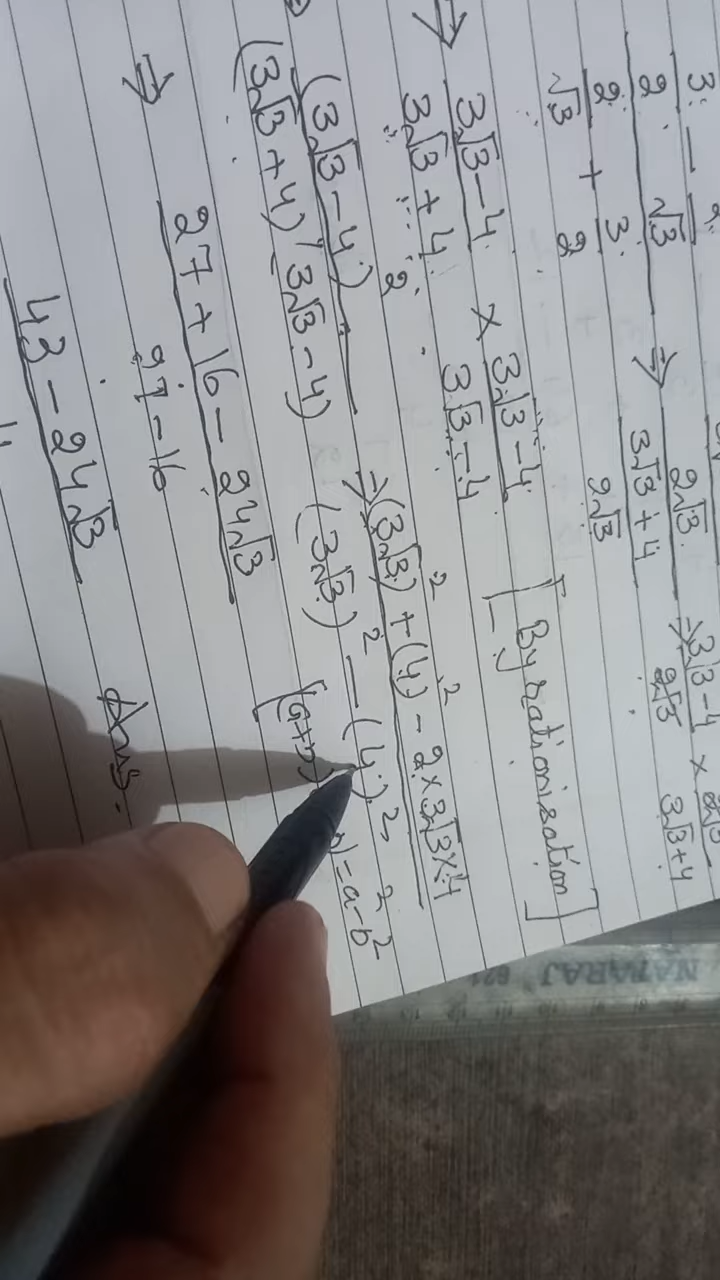 3/2 − 2/√3 / 2/√3 + 3/2 ⇒ 2√3 / 3√3 + 4 / 2√3 ⇒ 3√3 − 4 / 2√3 × 3√3 + 4
⇒ 3√3 − 4 / 3√3 + 4 × 3√3 − 4 / 3√3 − 4 [By rationisation]
(3√3 − 4)² / (3√3 + 4)(3√3 − 4) ⇒ (3√3)² + (4)² − 2×3√3×4 / (3√3)² − (4)²
[(a+b) = a² − b²
⇒ 27 + 16 − 24√3 / 27 − 16
43 − 24√3 Ans.
NATARAJ 621